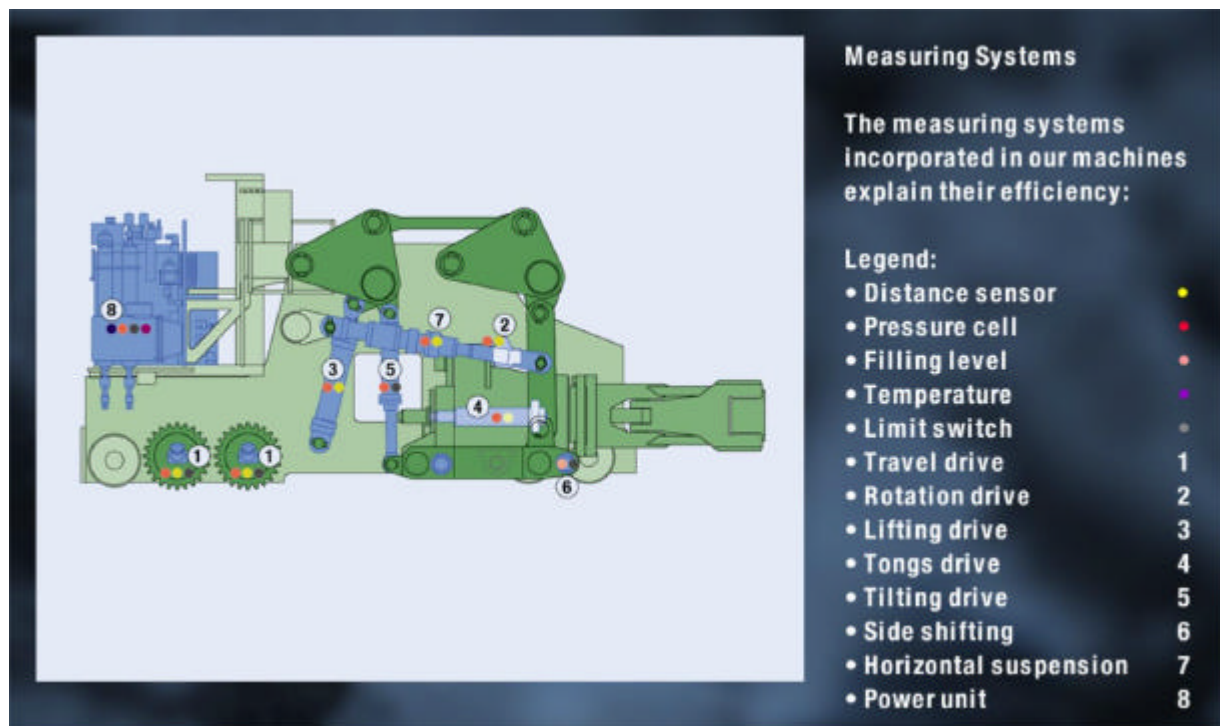 Measuring Systems
The measuring systems
incorporated in our machines
explain their efficiency:
Legend:
• Distance sensor
• Pressure cell
• Filling level
• Temperature
• Limit switch
• Travel drive 1
• Rotation drive 2
• Lifting drive 3
• Tongs drive 4
• Tilting drive 5
• Side shifting 6
• Horizontal suspension 7
• Power unit 8
8
7
2
3
5
4
1
1
6